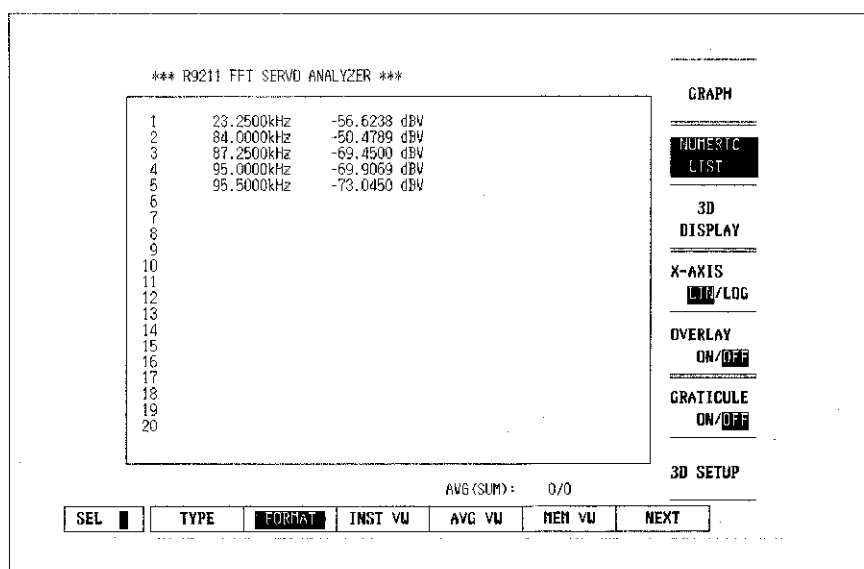 *** R9211 FFT SERVO ANALYZER ***
1 23.2500kHz -56.6238 dBV
2 84.0000kHz -50.4789 dBV
3 87.2500kHz -69.4500 dBV
4 95.0000kHz -69.9069 dBV
5 95.5000kHz -73.0450 dBV
6
7
8
9
10
11
12
13
14
15
16
17
18
19
20
AVG(SUM): 0/0
GRAPH
NUMERIC
LIST
3D
DISPLAY
X-AXIS
LIN/LOG
OVERLAY
ON/OFF
GRATICULE
ON/OFF
3D SETUP
SEL TYPE FORMAT INST VW AVG VW MEM VW NEXT